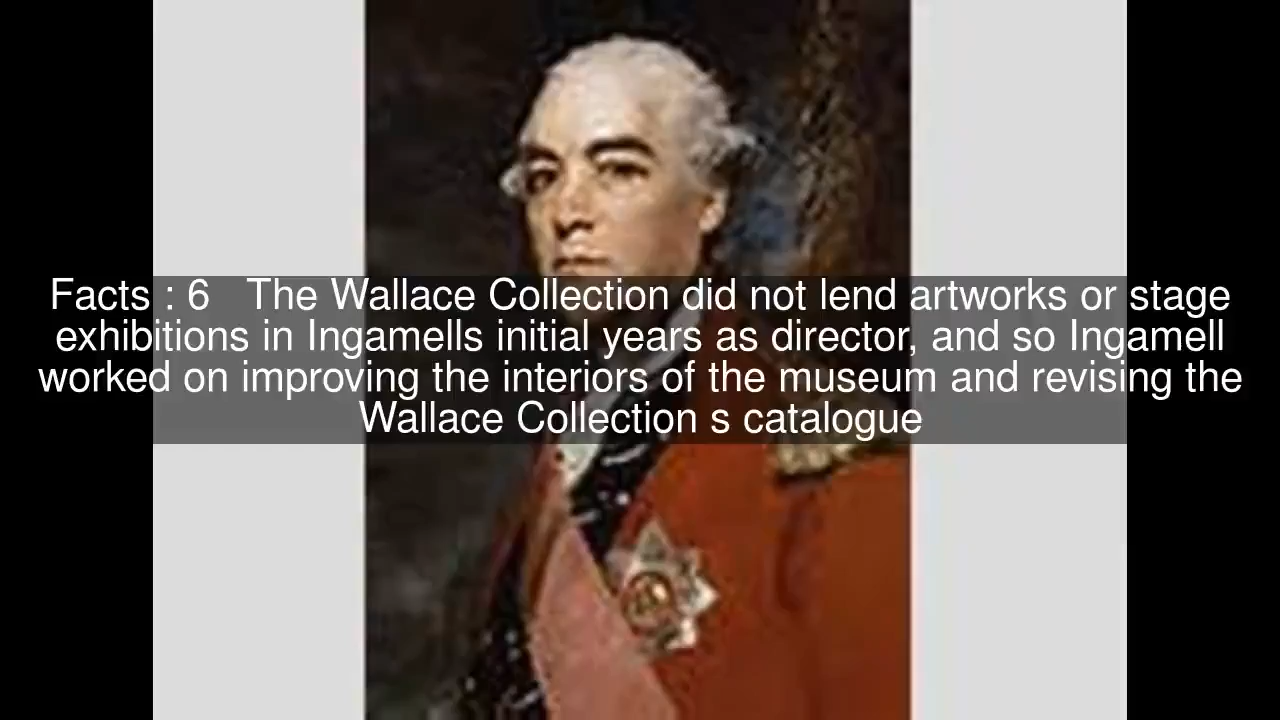 Facts : 6   The Wallace Collection did not lend artworks or stage
exhibitions in Ingamells initial years as director, and so Ingamell
worked on improving the interiors of the museum and revising the
Wallace Collection s catalogue